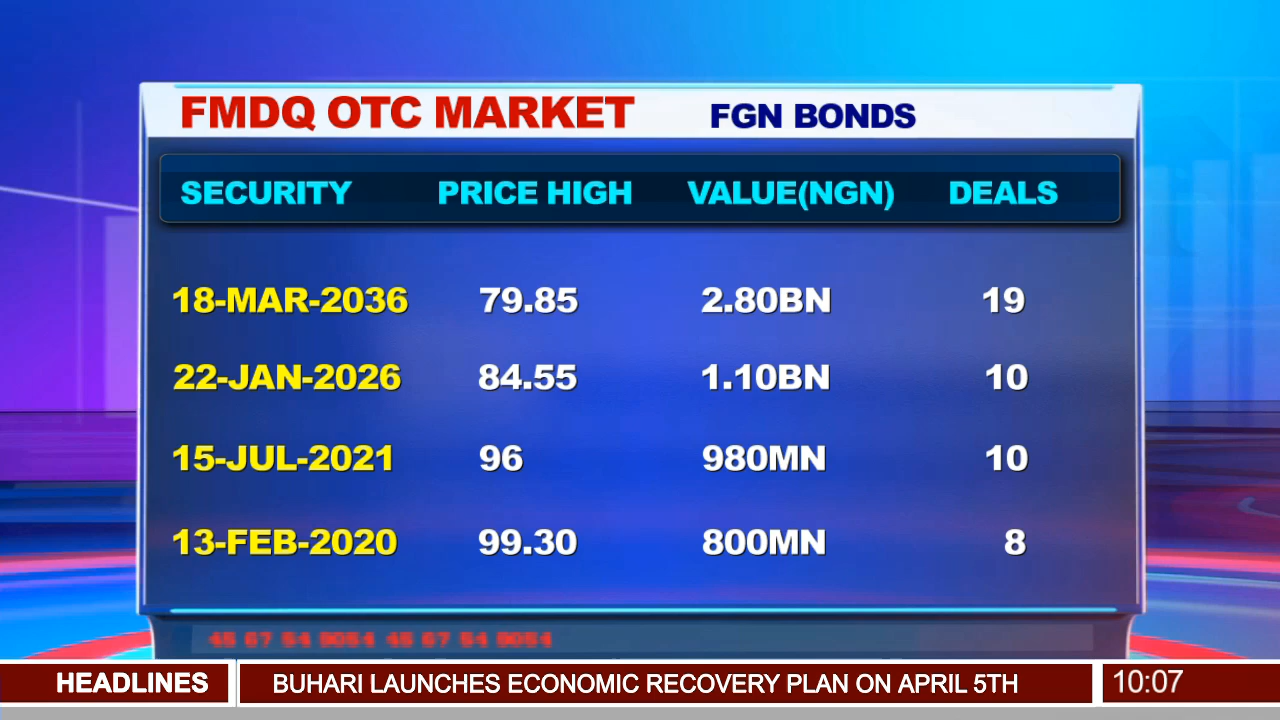 FMDQ OTC MARKET FGN BONDS
SECURITY PRICE HIGH VALUE(NGN) DEALS
18-MAR-2036 79.85 2.80BN 19
22-JAN-2026 84.55 1.10BN 10
15-JUL-2021 96 980MN 10
13-FEB-2020 99.30 800MN 8
45 67 54 9054 45 67 54 9054
HEADLINES BUHARI LAUNCHES ECONOMIC RECOVERY PLAN ON APRIL 5TH 10:07